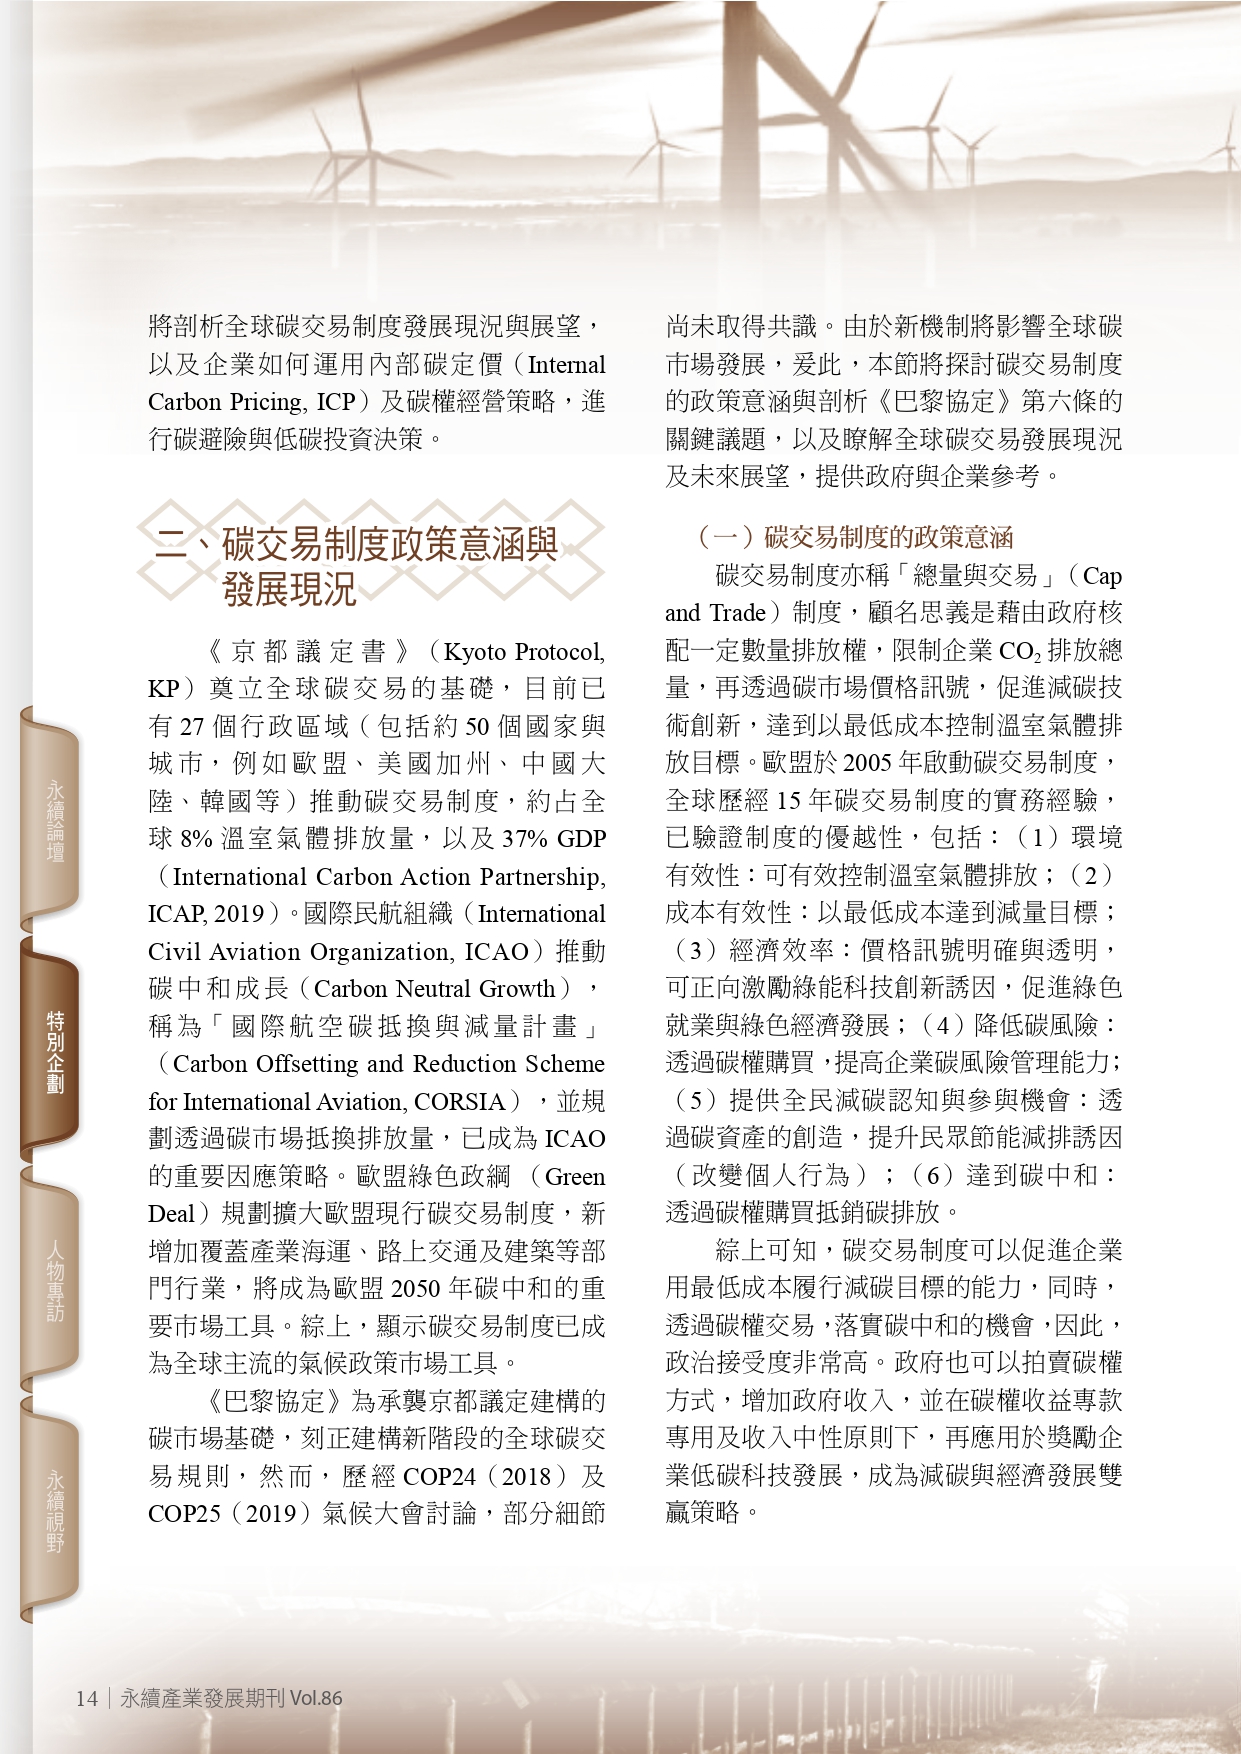 將剖析全球碳交易制度發展現況與展望，
以及企業如何運用內部碳定價（Internal
Carbon Pricing, ICP）及碳權經營策略，進
行碳避險與低碳投資決策。
二、碳交易制度政策意涵與
發展現況
《京都議定書》（Kyoto Protocol,
KP）奠立全球碳交易的基礎，目前已
有 27 個行政區域（包括約 50 個國家與
城市，例如歐盟、美國加州、中國大
陸、韓國等）推動碳交易制度，約占全
球 8% 溫室氣體排放量，以及 37% GDP
（International Carbon Action Partnership,
ICAP, 2019）。國際民航組織（International
Civil Aviation Organization, ICAO）推動
碳中和成長（Carbon Neutral Growth），
稱為「國際航空碳抵換與減量計畫」
（Carbon Offsetting and Reduction Scheme
for International Aviation, CORSIA），並規
劃透過碳市場抵換排放量，已成為 ICAO
的重要因應策略。歐盟綠色政綱 （Green
Deal）規劃擴大歐盟現行碳交易制度，新
增加覆蓋產業海運、路上交通及建築等部
門行業，將成為歐盟 2050 年碳中和的重
要市場工具。綜上，顯示碳交易制度已成
為全球主流的氣候政策市場工具。
《巴黎協定》為承襲京都議定建構的
碳市場基礎，刻正建構新階段的全球碳交
易規則，然而，歷經 COP24（2018）及
COP25（2019）氣候大會討論，部分細節
尚未取得共識。由於新機制將影響全球碳
市場發展，爰此，本節將探討碳交易制度
的政策意涵與剖析《巴黎協定》第六條的
關鍵議題，以及瞭解全球碳交易發展現況
及未來展望，提供政府與企業參考。
（一）碳交易制度的政策意涵
碳交易制度亦稱「總量與交易」（Cap
and Trade）制度，顧名思義是藉由政府核
配一定數量排放權，限制企業 CO₂ 排放總
量，再透過碳市場價格訊號，促進減碳技
術創新，達到以最低成本控制溫室氣體排
放目標。歐盟於 2005 年啟動碳交易制度，
全球歷經 15 年碳交易制度的實務經驗，
已驗證制度的優越性，包括：（1）環境
有效性：可有效控制溫室氣體排放；（2）
成本有效性：以最低成本達到減量目標；
（3）經濟效率：價格訊號明確與透明，
可正向激勵綠能科技創新誘因，促進綠色
就業與綠色經濟發展；（4）降低碳風險：
透過碳權購買，提高企業碳風險管理能力；
（5）提供全民減碳認知與參與機會：透
過碳資產的創造，提升民眾節能減排誘因
（改變個人行為）；（6）達到碳中和：
透過碳權購買抵銷碳排放。
綜上可知，碳交易制度可以促進企業
用最低成本履行減碳目標的能力，同時，
透過碳權交易，落實碳中和的機會，因此，
政治接受度非常高。政府也可以拍賣碳權
方式，增加政府收入，並在碳權收益專款
專用及收入中性原則下，再應用於獎勵企
業低碳科技發展，成為減碳與經濟發展雙
贏策略。
永續論壇
特別企劃
人物專訪
永續視野
14 | 永續產業發展期刊 Vol.86